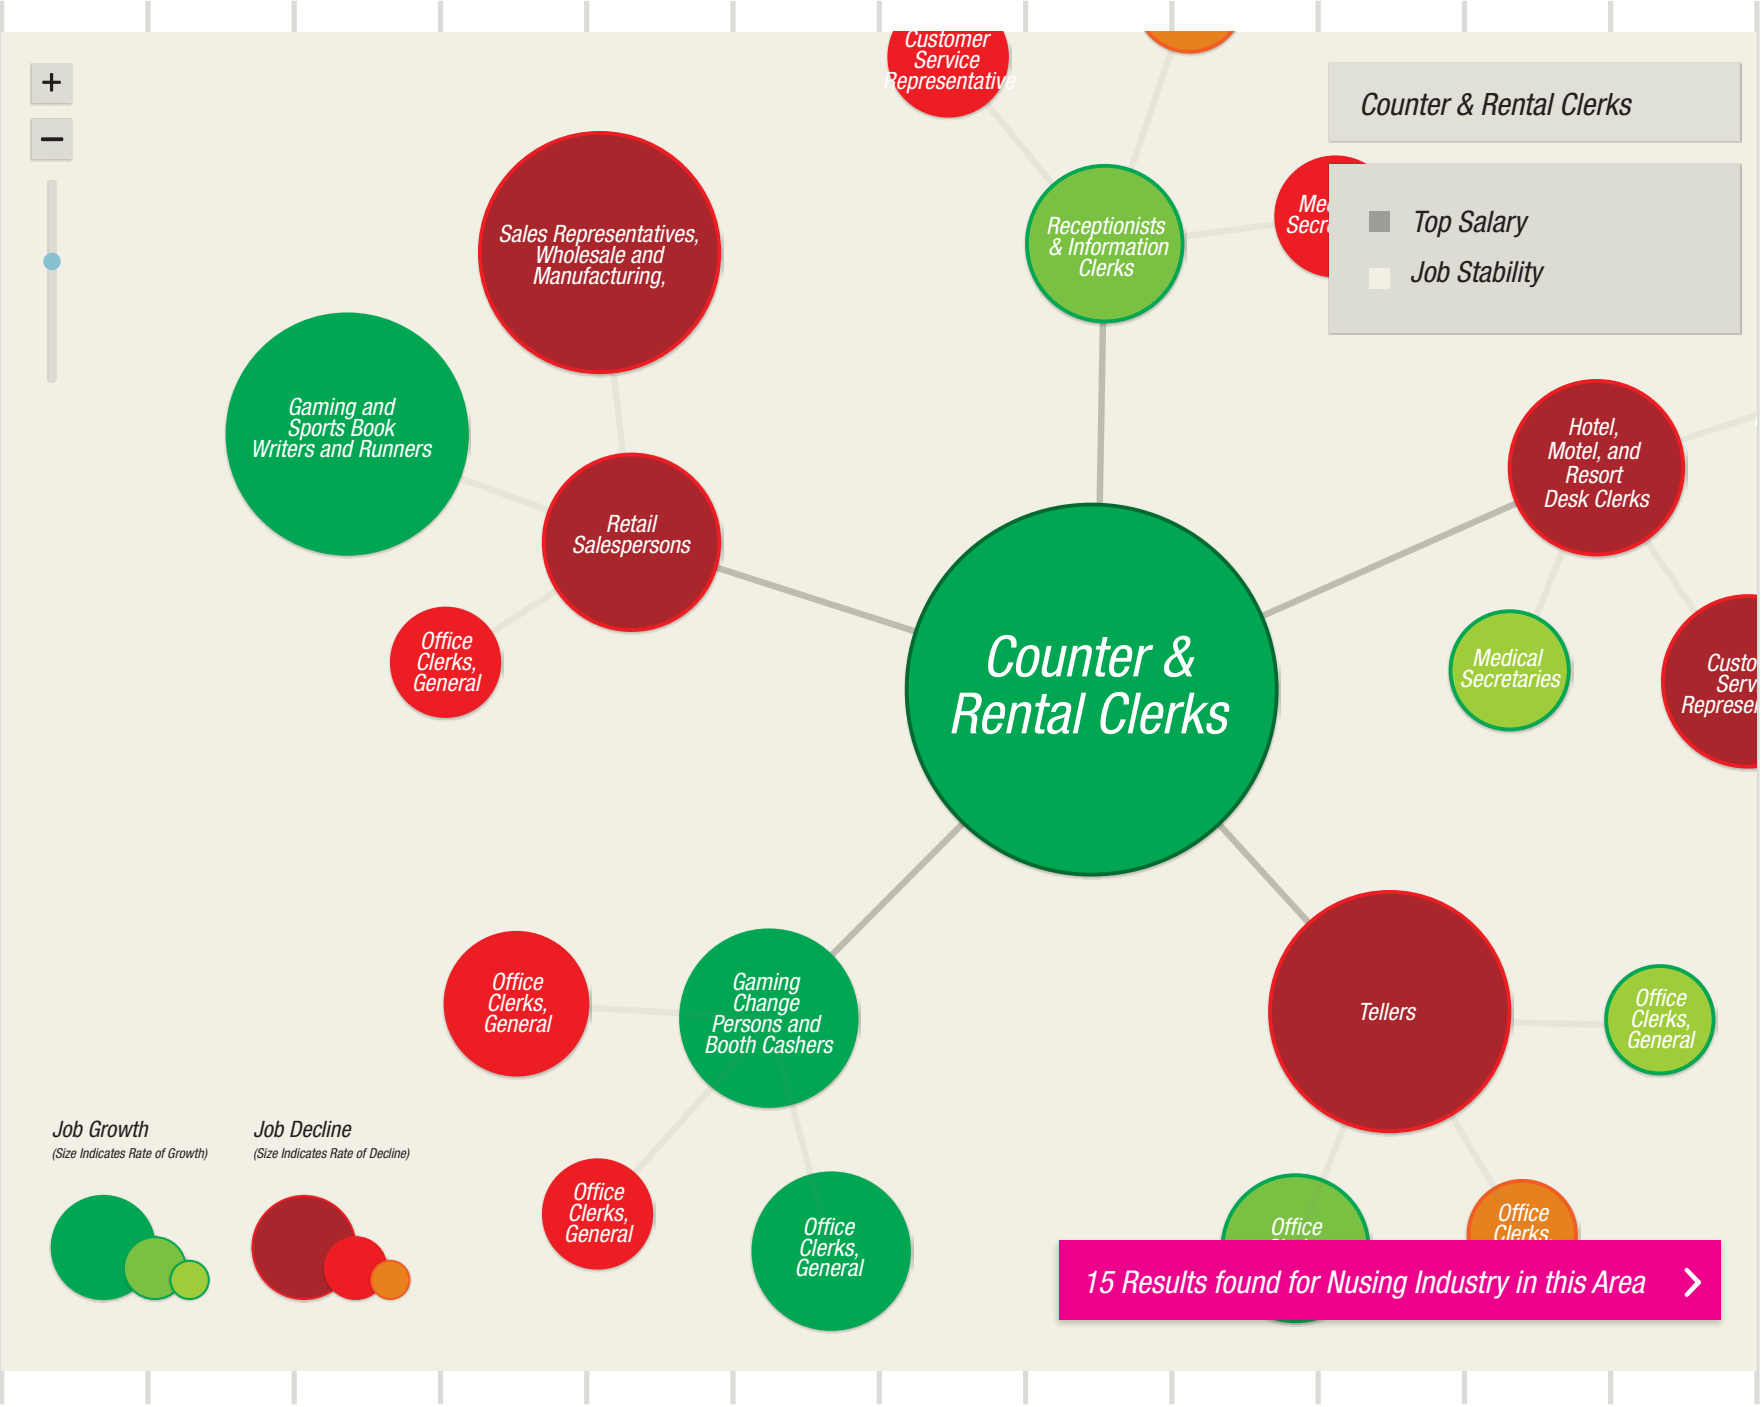 Customer
Service
Representative
Counter & Rental Clerks
Top Salary
Job Stability
Sales Representatives,
Wholesale and
Manufacturing,
Receptionists
& Information
Clerks
Gaming and
Sports Book
Writers and Runners
Hotel,
Motel, and
Resort
Desk Clerks
Retail
Salespersons
Office
Clerks,
General
Counter &
Rental Clerks
Medical
Secretaries
Office
Clerks,
General
Gaming
Change
Persons and
Booth Cashers
Tellers
Office
Clerks,
General
Job Growth
(Size Indicates Rate of Growth)
Job Decline
(Size Indicates Rate of Decline)
Office
Clerks,
General
Office
Clerks,
General
Office
Office
Clerks,
15 Results found for Nusing Industry in this Area